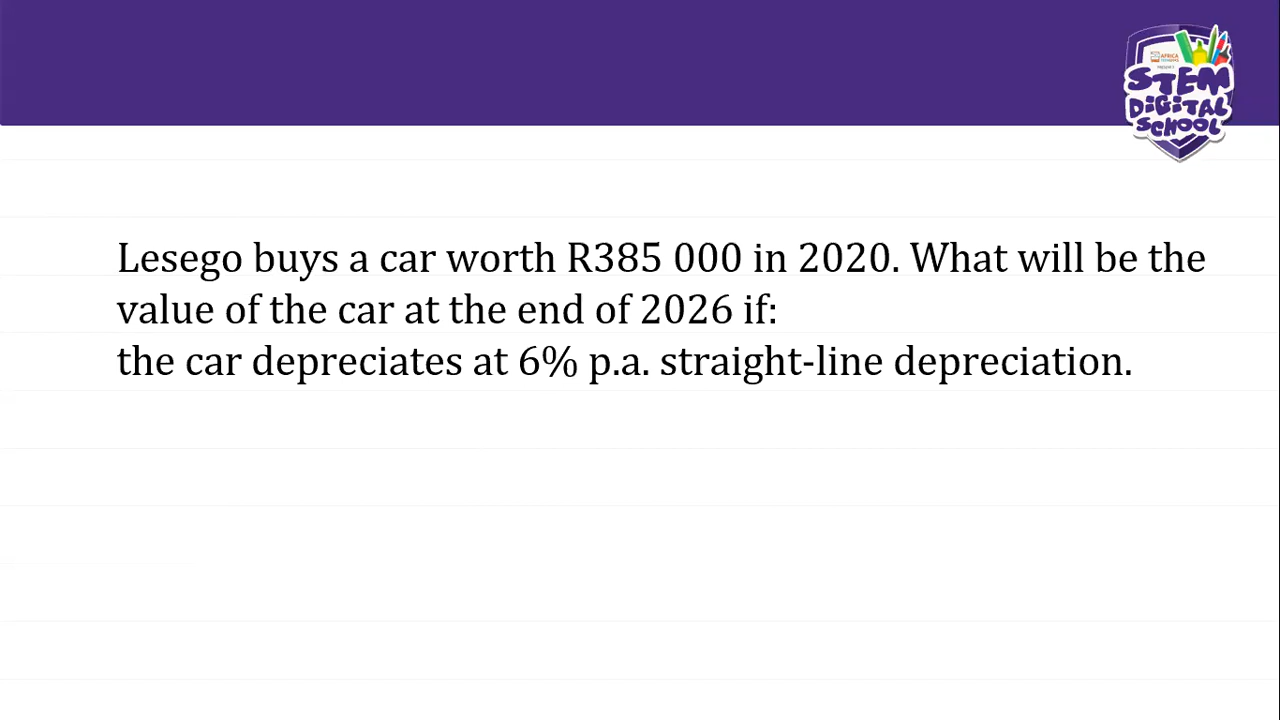 STEM
DIGITAL
SCHOOL
Lesego buys a car worth R385 000 in 2020. What will be the
value of the car at the end of 2026 if:
the car depreciates at 6% p.a. straight-line depreciation.